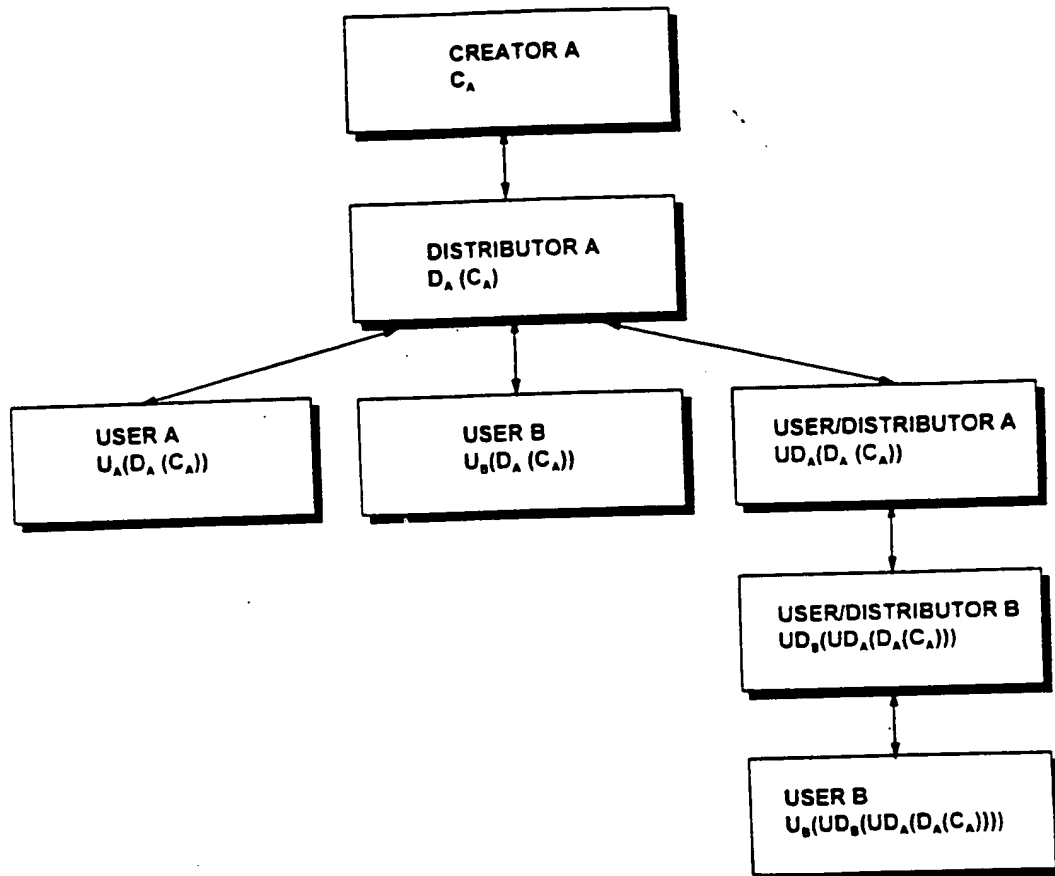 CREATOR A
C_A
DISTRIBUTOR A
D_A (C_A)
USER A
U_A(D_A (C_A))
USER B
U_B(D_A (C_A))
USER/DISTRIBUTOR A
UD_A(D_A (C_A))
USER/DISTRIBUTOR B
UD_B(UD_A(D_A(C_A)))
USER B
U_B(UD_B(UD_A(D_A(C_A))))